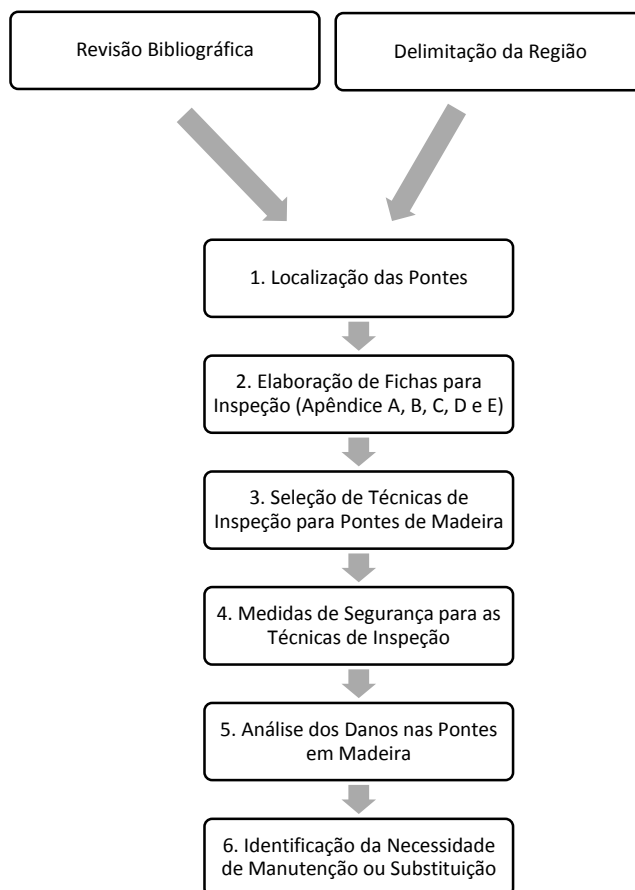 Revisão Bibliográfica
Delimitação da Região
1. Localização das Pontes
2. Elaboração de Fichas para
Inspeção (Apêndice A, B, C, D e E)
3. Seleção de Técnicas de
Inspeção para Pontes de Madeira
4. Medidas de Segurança para as
Técnicas de Inspeção
5. Análise dos Danos nas Pontes
em Madeira
6. Identificação da Necessidade
de Manutenção ou Substituição